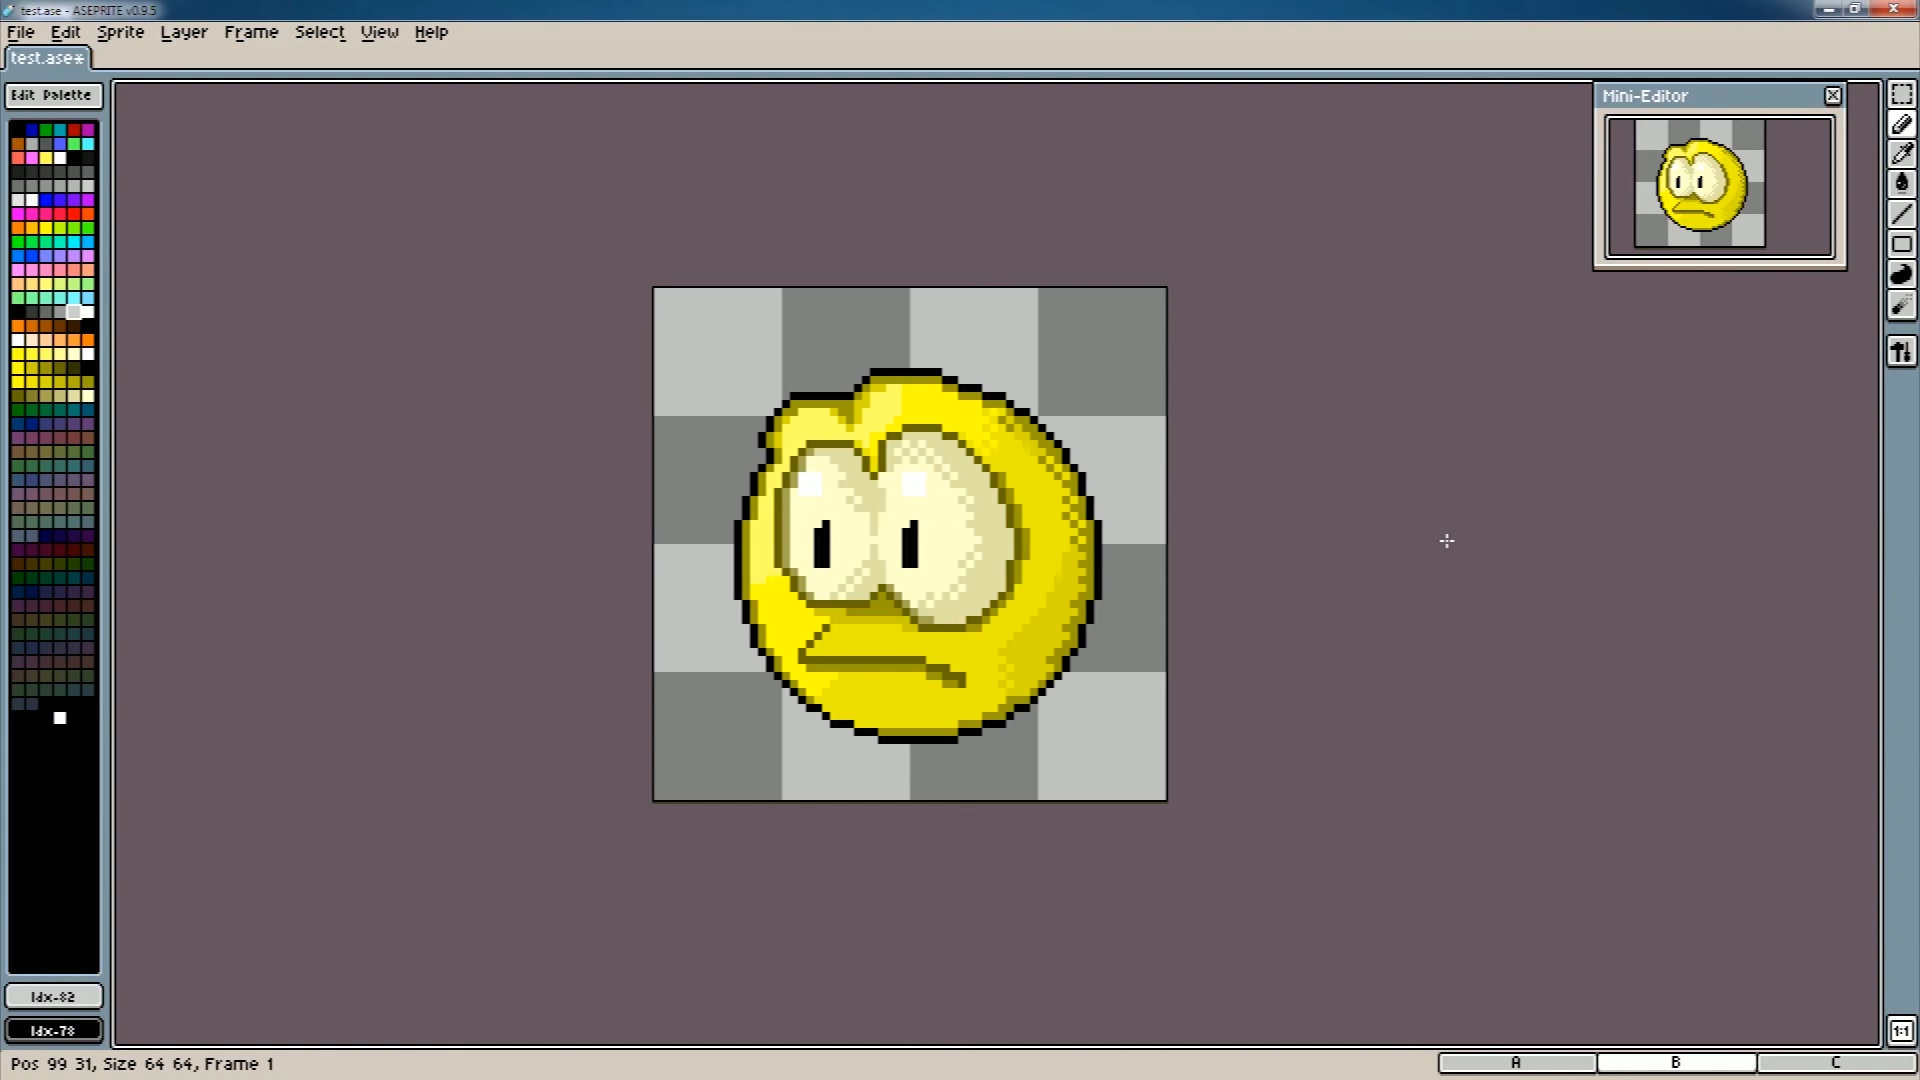 test.ase - ASEPRITE v0.9.5
File Edit Sprite Layer Frame Select View Help
test.ase*
Edit Palette
Mini-Editor
Idx-82
Idx-78
1:1
Pos 99 31, Size 64 64, Frame 1
A B C